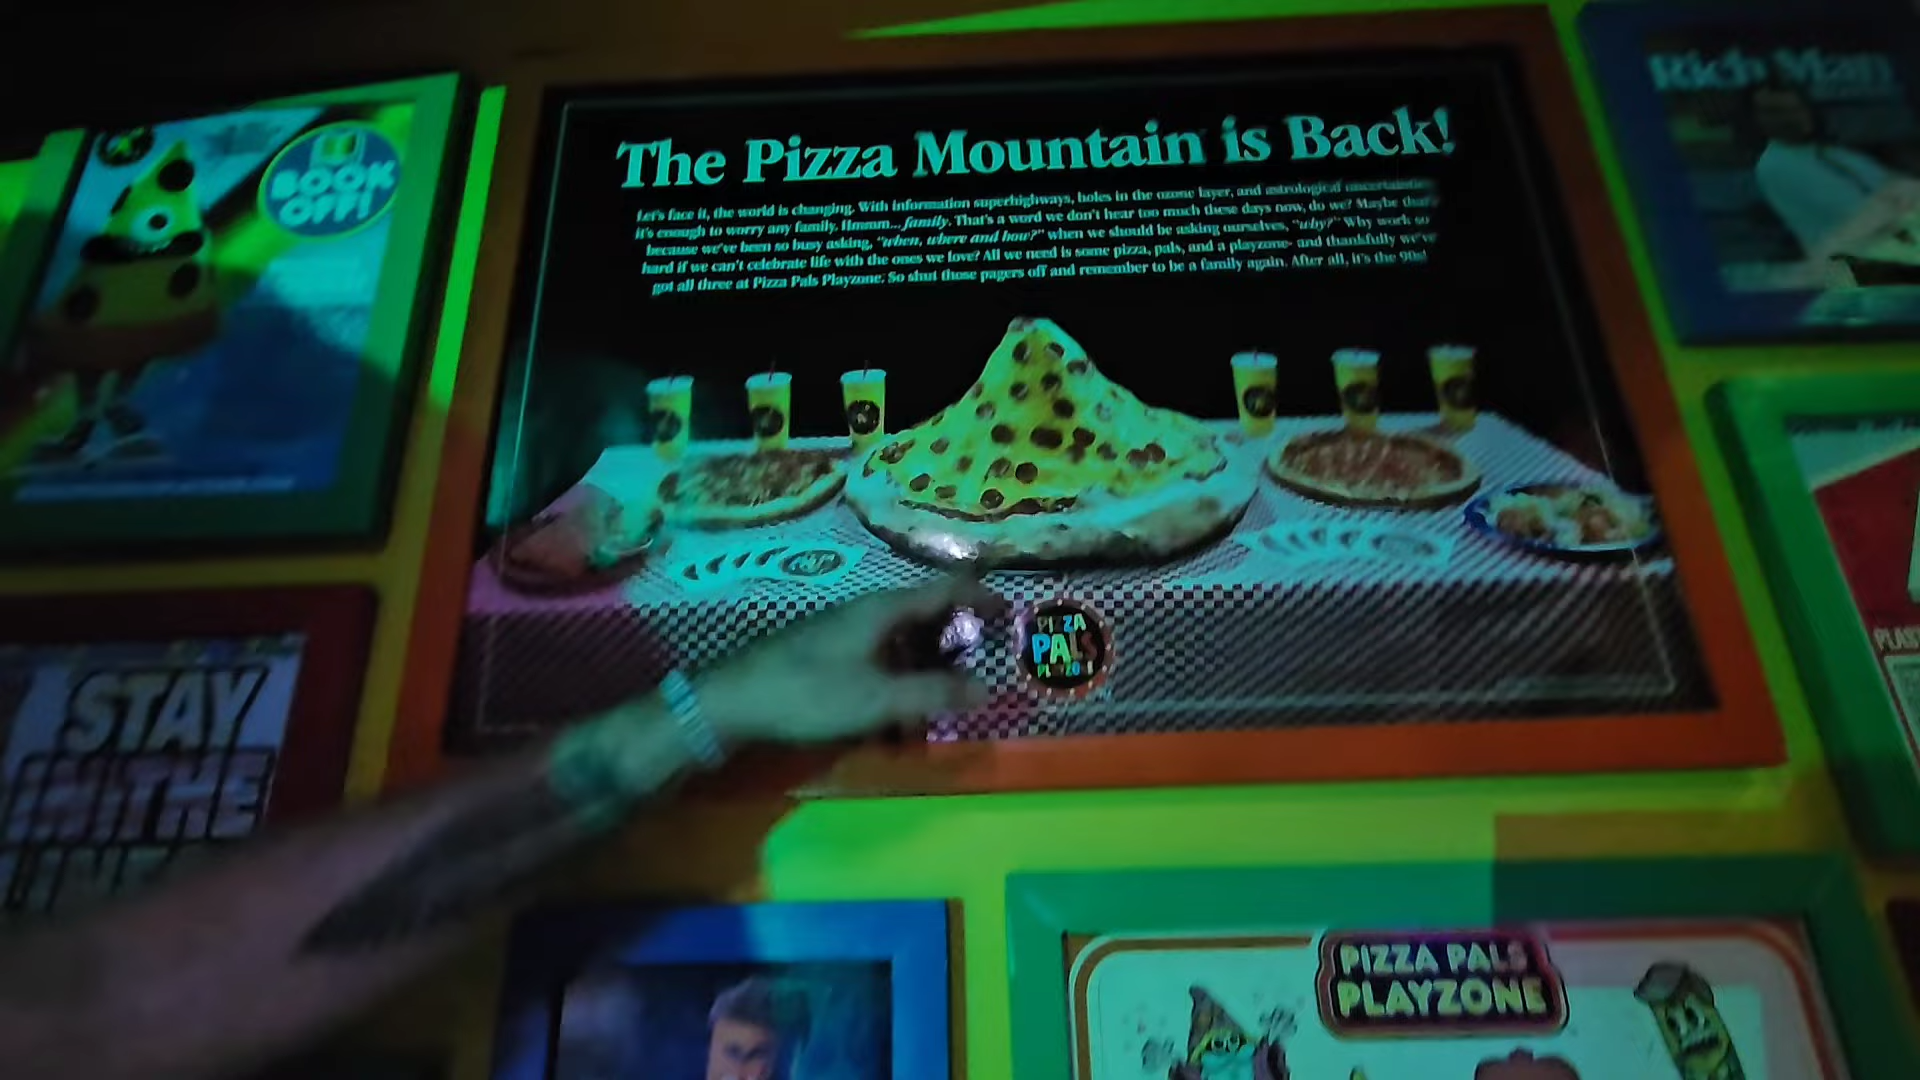 The Pizza Mountain is Back!
Let's face it, the world is changing. With information superhighways, holes in the ozone layer, and astrological uncertainties
it's enough to worry any family. Hmmm... family. That's a word we don't hear too much these days now, do we? Maybe that's
because we've been so busy asking, "when, where and how?" when we should be asking ourselves, "why?" Why work so
hard if we can't celebrate life with the ones we love? All we need is some pizza, pals, and a playzone- and thankfully we've
got all three at Pizza Pals Playzone. So shut those pagers off and remember to be a family again. After all, it's the 90s!
PIZZA
PALS
PLAYZONE
BOOK
OFF!
Rich Man
STAY
IN THE
PIZZA PALS
PLAYZONE